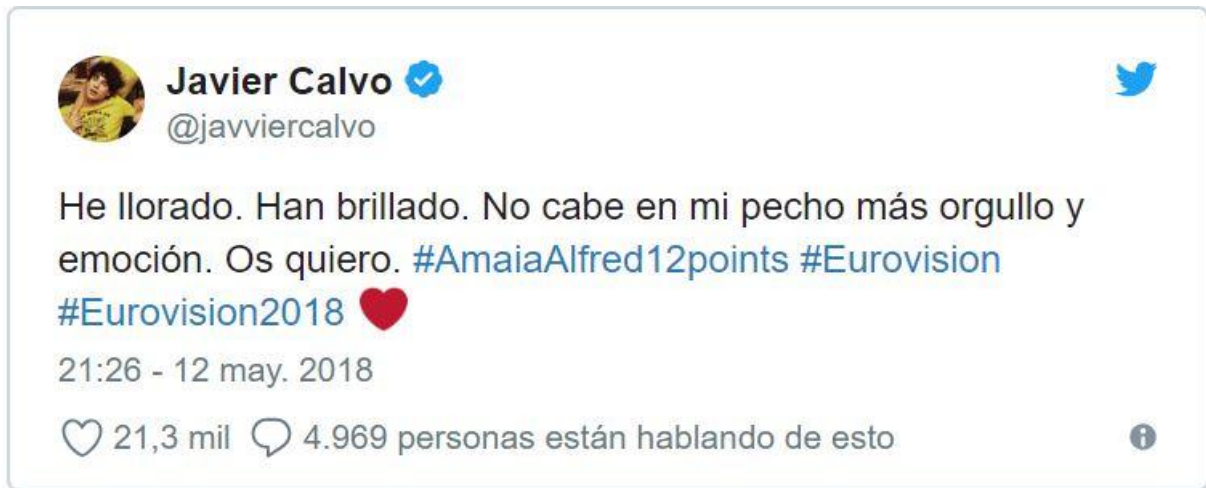 Javier Calvo
@javviercalvo
He llorado. Han brillado. No cabe en mi pecho más orgullo y
emoción. Os quiero. #AmaiaAlfred12points #Eurovision
#Eurovision2018 ❤
21:26 - 12 may. 2018
21,3 mil 4.969 personas están hablando de esto